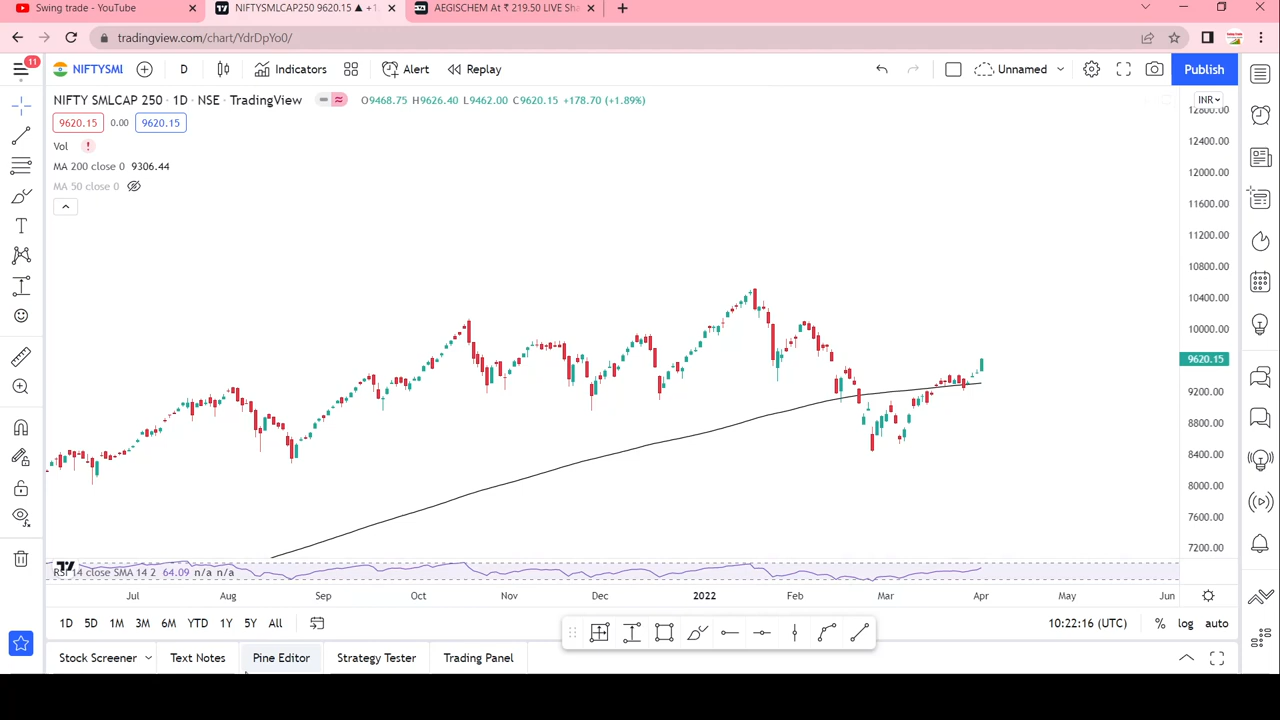 Swing trade - YouTube
NIFTYSMLCAP250 9620.15 ▲ +1.
AEGISCHEM At ₹ 219.50 LIVE Sha
tradingview.com/chart/YdrDpYo0/
11
NIFTYSMI
D
Indicators
Alert
Replay
Unnamed
Publish
NIFTY SMLCAP 250 · 1D · NSE · TradingView
O9468.75 H9626.40 L9462.00 C9620.15 +178.70 (+1.89%)
INR
9620.15 0.00 9620.15
Vol
MA 200 close 0 9306.44
MA 50 close 0
12800.00
12400.00
12000.00
11600.00
11200.00
10800.00
10400.00
10000.00
9620.15
9200.00
8800.00
8400.00
8000.00
7600.00
7200.00
RSI 14 close SMA 14 2 64.09 n/a n/a
Jul Aug Sep Oct Nov Dec 2022 Feb Mar Apr May Jun
1D 5D 1M 3M 6M YTD 1Y 5Y All
10:22:16 (UTC) % log auto
Stock Screener Text Notes Pine Editor Strategy Tester Trading Panel